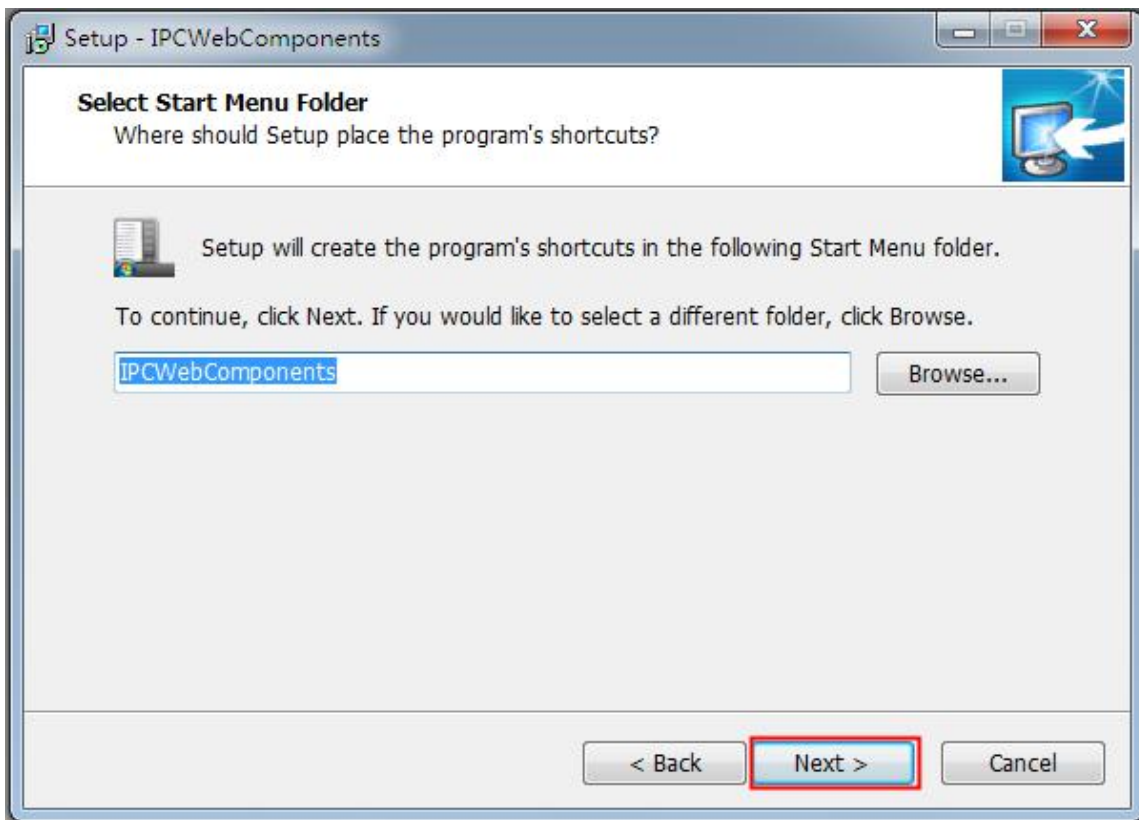 Setup - IPCWebComponents
Select Start Menu Folder
Where should Setup place the program's shortcuts?
Setup will create the program's shortcuts in the following Start Menu folder.
To continue, click Next. If you would like to select a different folder, click Browse.
IPCWebComponents
Browse...
< Back
Next >
Cancel